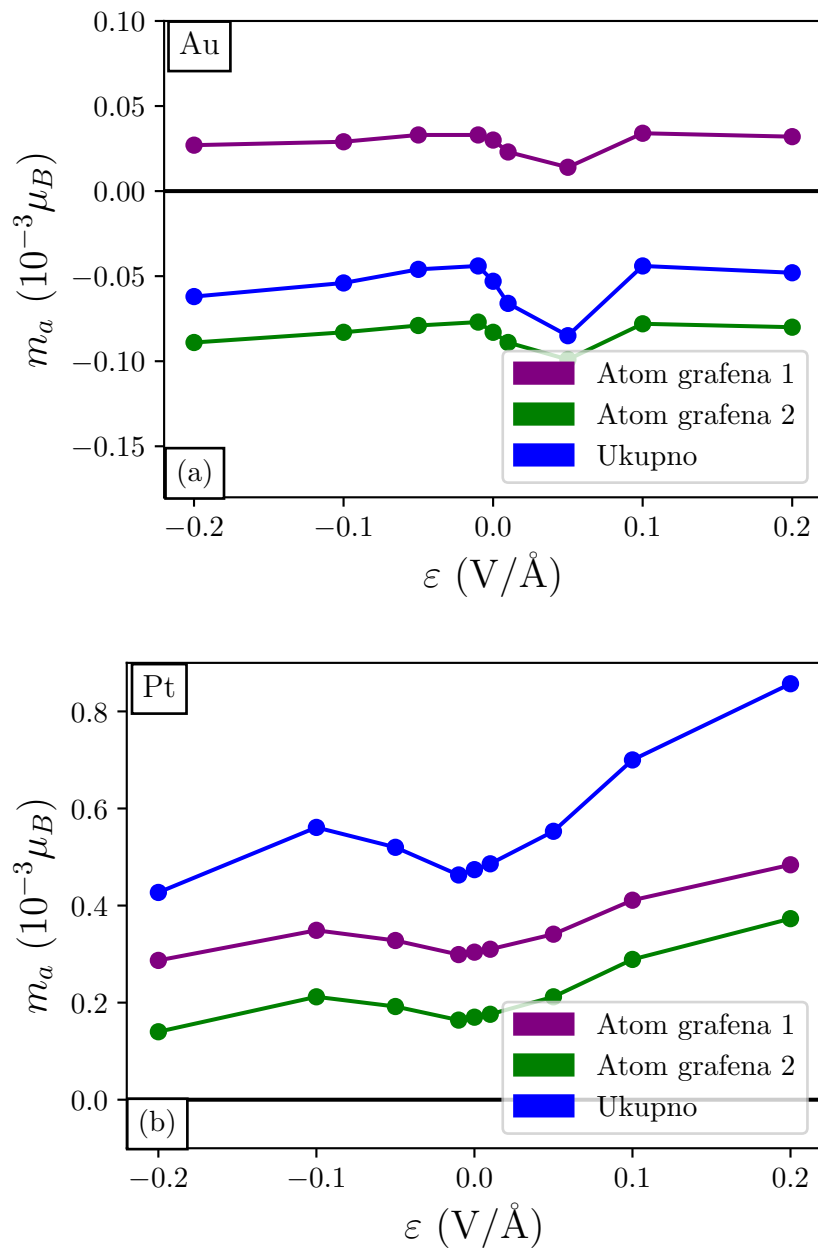 Au
0.10
0.05
0.00
−0.05
−0.10
−0.15
m_a (10^{−3} μ_B)
Atom grafena 1
Atom grafena 2
Ukupno
(a)
−0.2 −0.1 0.0 0.1 0.2
ε (V/Å)
Pt
0.8
0.6
0.4
0.2
0.0
m_a (10^{−3} μ_B)
Atom grafena 1
Atom grafena 2
Ukupno
(b)
−0.2 −0.1 0.0 0.1 0.2
ε (V/Å)